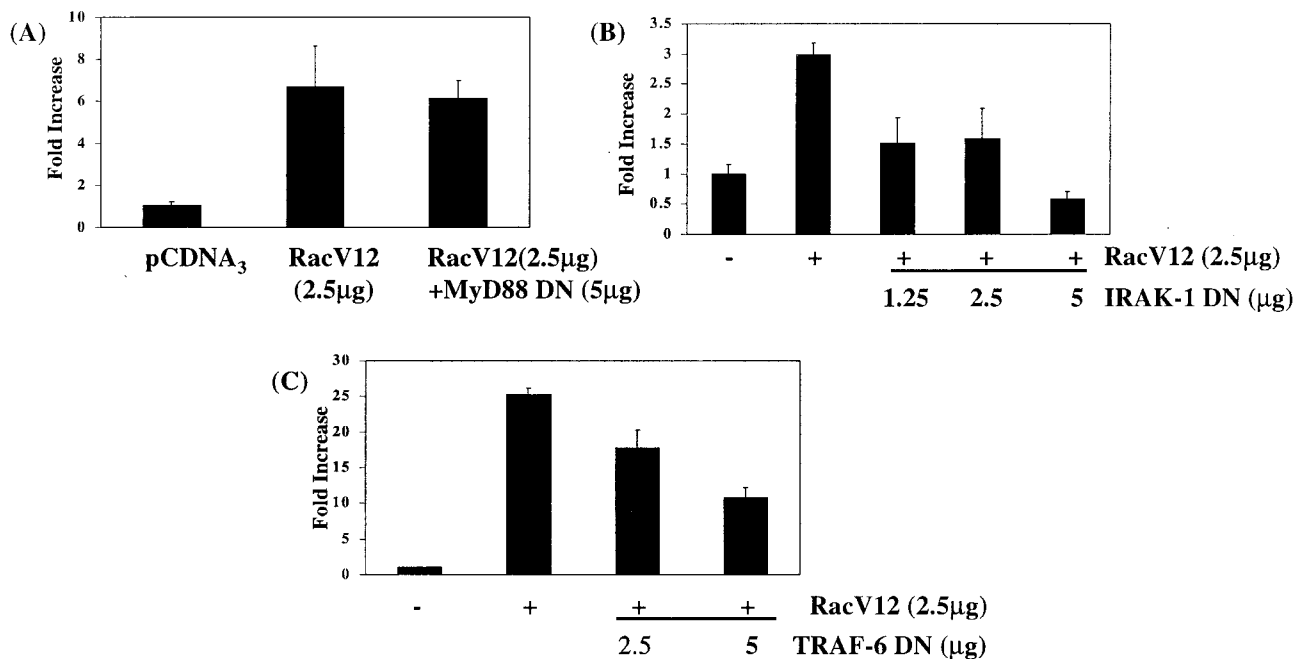 (A)
Fold Increase
10
8
6
4
2
0
pCDNA3
RacV12
(2.5µg)
RacV12(2.5µg)
+MyD88 DN (5µg)
(B)
Fold Increase
3.5
3
2.5
2
1.5
1
0.5
0
- + + + + RacV12 (2.5µg)
1.25 2.5 5 IRAK-1 DN (µg)
(C)
Fold Increase
30
25
20
15
10
5
0
- + + + RacV12 (2.5µg)
2.5 5 TRAF-6 DN (µg)